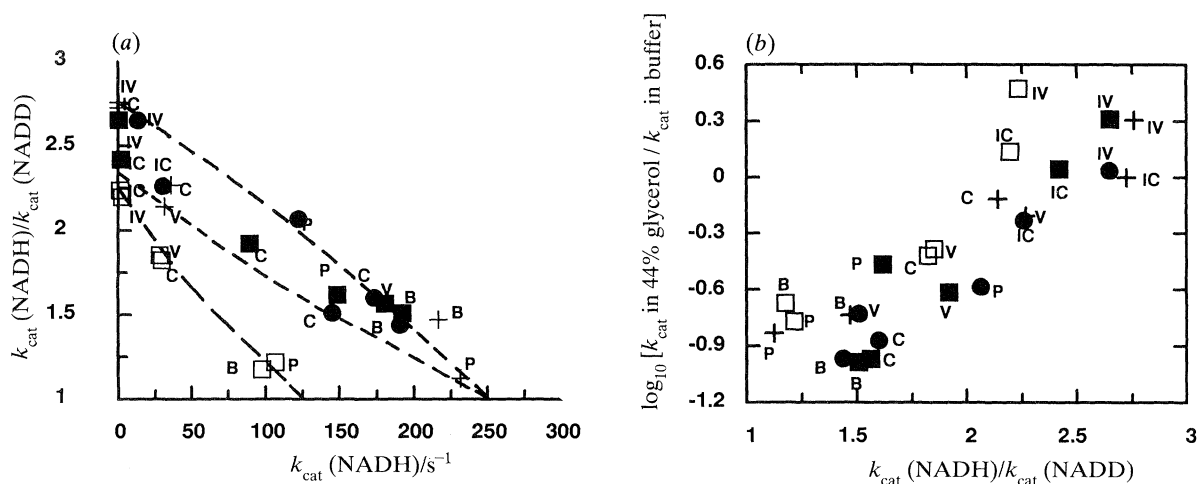 (a)
3
2.5
2
1.5
1
k_cat (NADH)/k_cat (NADD)
IV
C
IV
IV
C
IC
C
C
IV
V
P
C
V
C
P
C
V
B
B
C
B
B
P
P
0
50
100
150
200
250
300
k_cat (NADH)/s⁻¹
(b)
0.6
0.3
0
-0.3
-0.6
-0.9
-1.2
log₁₀ [k_cat in 44% glycerol / k_cat in buffer]
IV
IV
IV
IC
IV
IC
IC
C
V
IC
V
C
P
B
B
V
P
V
P
P
C
B
C
B
1
1.5
2
2.5
3
k_cat (NADH)/k_cat (NADD)